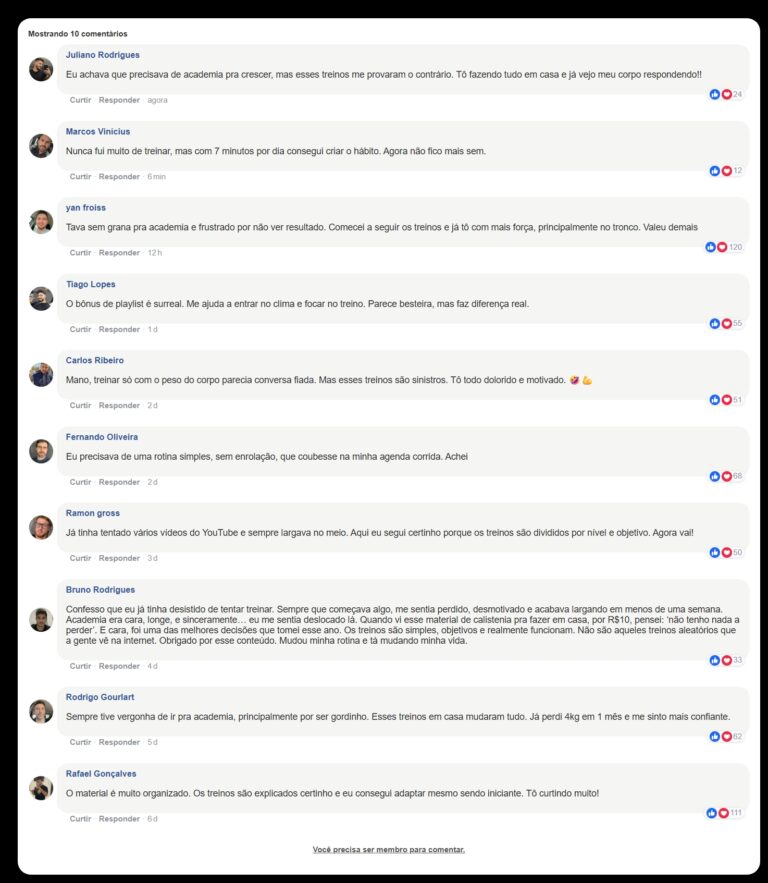 Mostrando 10 comentários
Juliano Rodrigues
Eu achava que precisava de academia pra crescer, mas esses treinos me provaram o contrário. Tô fazendo tudo em casa e já vejo meu corpo respondendo!!
24
Curtir · Responder · agora
Marcos Vinícius
Nunca fui muito de treinar, mas com 7 minutos por dia consegui criar o hábito. Agora não fico mais sem.
12
Curtir · Responder · 6 min
yan froiss
Tava sem grana pra academia e frustrado por não ver resultado. Comecei a seguir os treinos e já tô com mais força, principalmente no tronco. Valeu demais
120
Curtir · Responder · 12 h
Tiago Lopes
O bônus de playlist é surreal. Me ajuda a entrar no clima e focar no treino. Parece besteira, mas faz diferença real.
55
Curtir · Responder · 1 d
Carlos Ribeiro
Mano, treinar só com o peso do corpo parecia conversa fiada. Mas esses treinos são sinistros. Tô todo dolorido e motivado. 🤣 💪
51
Curtir · Responder · 2 d
Fernando Oliveira
Eu precisava de uma rotina simples, sem enrolação, que coubesse na minha agenda corrida. Achei
68
Curtir · Responder · 2 d
Ramon gross
Já tinha tentado vários vídeos do YouTube e sempre largava no meio. Aqui eu segui certinho porque os treinos são divididos por nível e objetivo. Agora vai!
50
Curtir · Responder · 3 d
Bruno Rodrigues
Confesso que eu já tinha desistido de tentar treinar. Sempre que começava algo, me sentia perdido, desmotivado e acabava largando em menos de uma semana.
Academia era cara, longe, e sinceramente… eu me sentia deslocado lá. Quando vi esse material de calistenia pra fazer em casa, por R$10, pensei: ‘não tenho nada a
perder’. E cara, foi uma das melhores decisões que tomei esse ano. Os treinos são simples, objetivos e realmente funcionam. Não são aqueles treinos aleatórios que
a gente vê na internet. Obrigado por esse conteúdo. Mudou minha rotina e tà mudando minha vida.
33
Curtir · Responder · 4 d
Rodrigo Gourlart
Sempre tive vergonha de ir pra academia, principalmente por ser gordinho. Esses treinos em casa mudaram tudo. Já perdi 4kg em 1 mês e me sinto mais confiante.
62
Curtir · Responder · 5 d
Rafael Gonçalves
O material é muito organizado. Os treinos são explicados certinho e eu consegui adaptar mesmo sendo iniciante. Tô curtindo muito!
111
Curtir · Responder · 6 d
Você precisa ser membro para comentar.